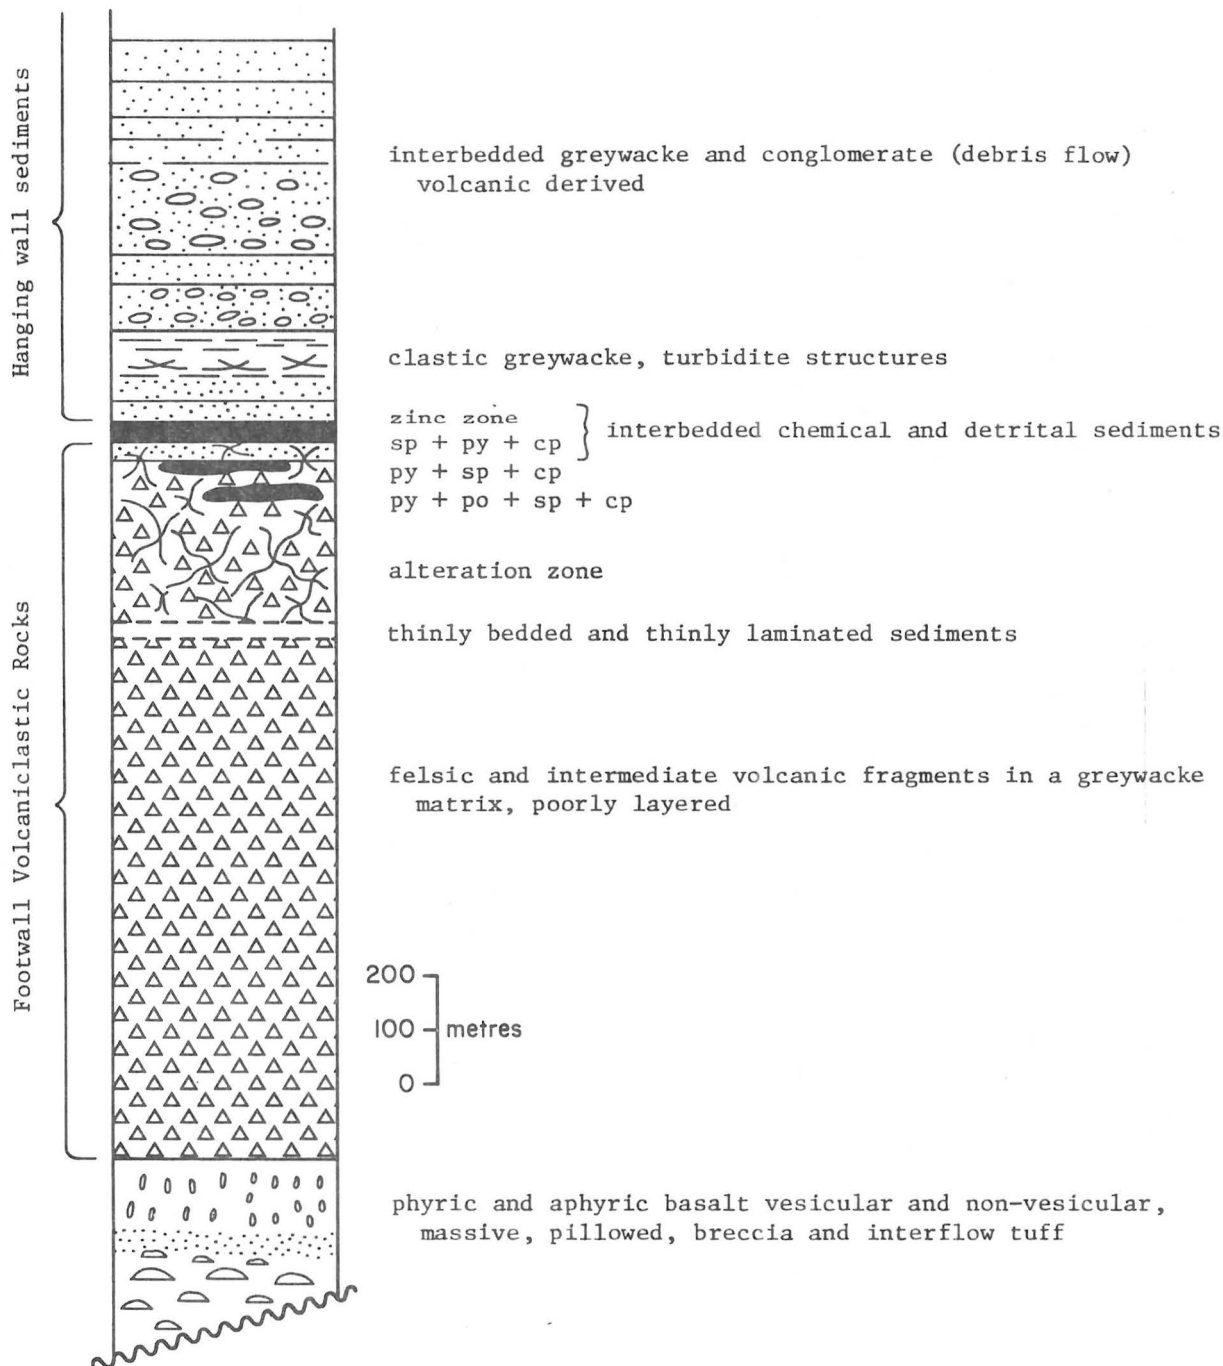 Hanging wall sediments
interbedded greywacke and conglomerate (debris flow)
volcanic derived
clastic greywacke, turbidite structures
zinc zone
sp + py + cp
interbedded chemical and detrital sediments
py + sp + cp
py + po + sp + cp
alteration zone
thinly bedded and thinly laminated sediments
Footwall Volcaniclastic Rocks
felsic and intermediate volcanic fragments in a greywacke
matrix, poorly layered
200
100 metres
0
phyric and aphyric basalt vesicular and non-vesicular,
massive, pillowed, breccia and interflow tuff